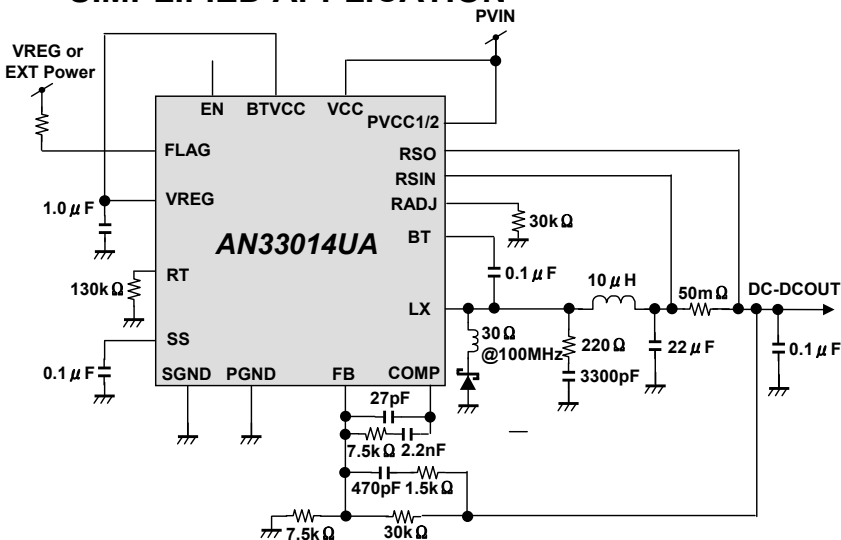 SIMPLIFIED APPLICATION
PVIN
VREG or
EXT Power
EN BTVCC VCC
PVCC1/2
FLAG
RSO
RSIN
VREG
RADJ
1.0μF
30kΩ
BT
AN33014UA
0.1μF
RT
130kΩ
10μH
50mΩ
DC-DCOUT
LX
30Ω
@100MHz
220Ω
3300pF
22μF
0.1μF
SS
0.1μF
SGND PGND FB COMP
27pF
7.5kΩ 2.2nF
470pF 1.5kΩ
7.5kΩ 30kΩ